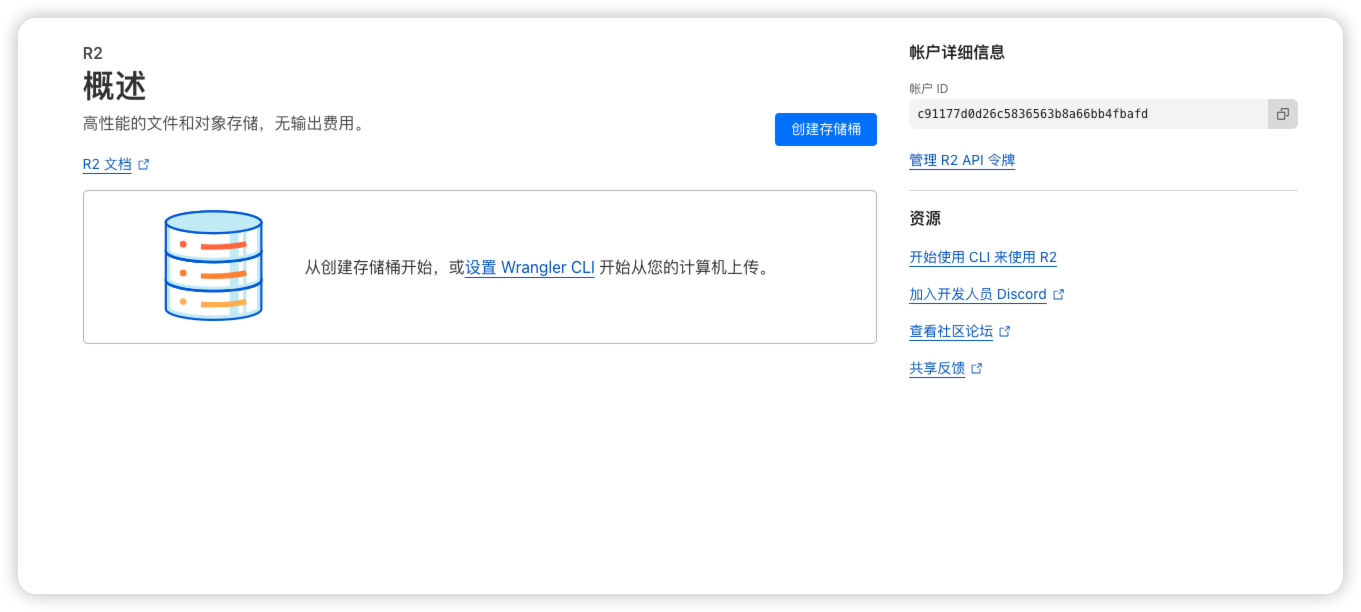 R2
概述
高性能的文件和对象存储，无输出费用。
创建存储桶
R2 文档
从创建存储桶开始，或设置 Wrangler CLI 开始从您的计算机上传。
帐户详细信息
帐户 ID
c91177d0d26c5836563b8a66bb4fbafd
管理 R2 API 令牌
资源
开始使用 CLI 来使用 R2
加入开发人员 Discord
查看社区论坛
共享反馈